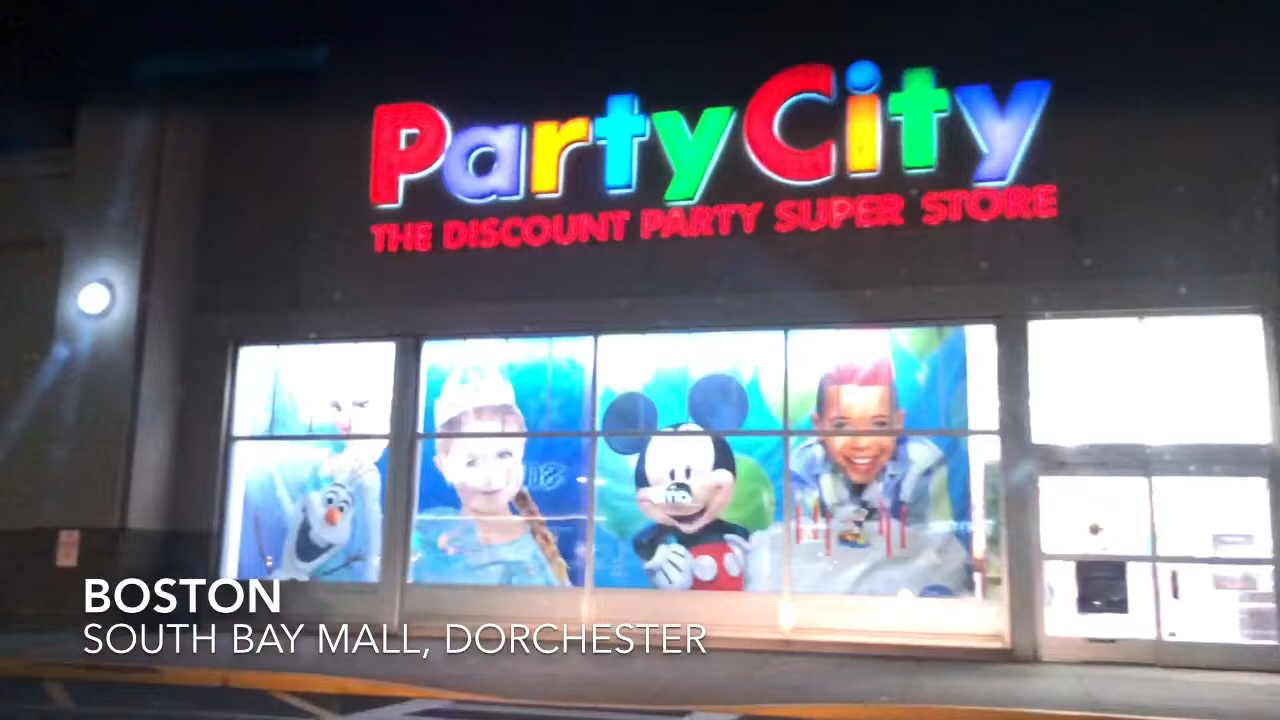 PartyCity
THE DISCOUNT PARTY SUPER STORE
BOSTON
SOUTH BAY MALL, DORCHESTER